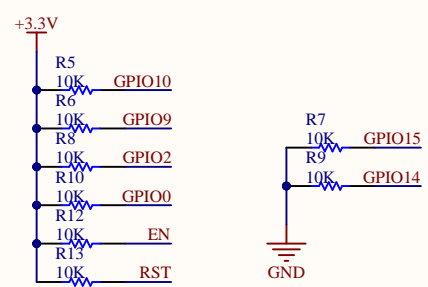 +3.3V
R5
10K GPIO10
R6
10K GPIO9
R8
10K GPIO2
R10
10K GPIO0
R12
10K EN
R13
10K RST
R7
10K GPIO15
R9
10K GPIO14
GND